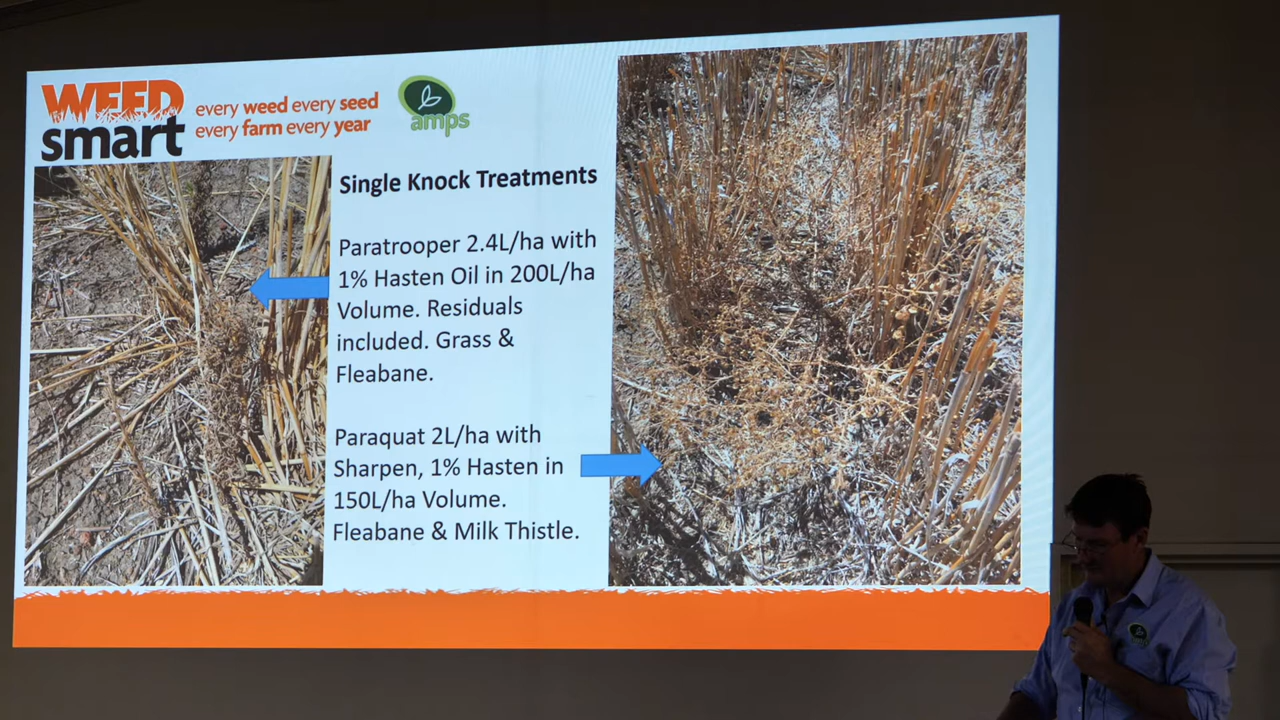 WEED
smart
every weed every seed
every farm every year
amps
Single Knock Treatments
Paratrooper 2.4L/ha with
1% Hasten Oil in 200L/ha
Volume. Residuals
included. Grass &
Fleabane.
Paraquat 2L/ha with
Sharpen, 1% Hasten in
150L/ha Volume.
Fleabane & Milk Thistle.
amps